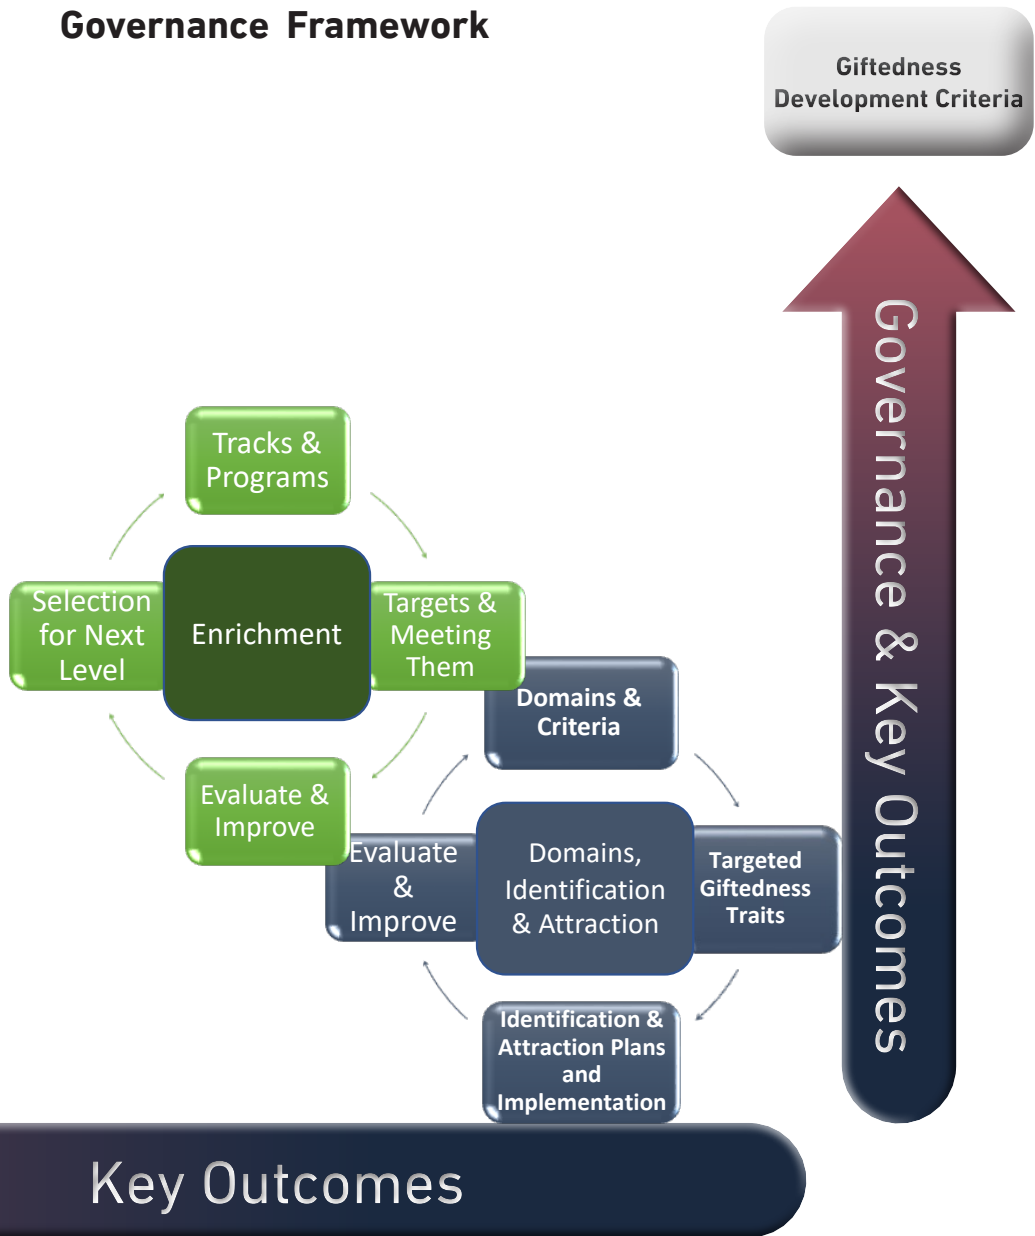 Governance Framework
Giftedness
Development Criteria
Governance & Key Outcomes
Tracks &
Programs
Selection
for Next
Level
Enrichment
Targets &
Meeting
Them
Evaluate &
Improve
Domains &
Criteria
Evaluate
&
Improve
Domains,
Identification
& Attraction
Targeted
Giftedness
Traits
Identification &
Attraction Plans
and
Implementation
Key Outcomes